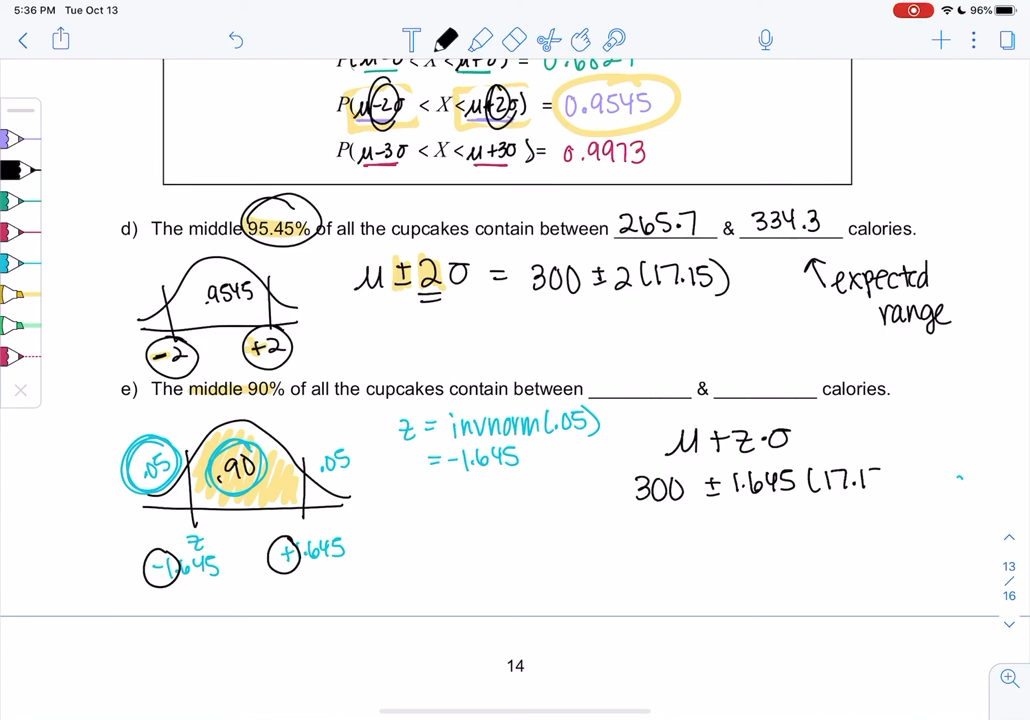 5:36 PM Tue Oct 13
96%
P(μ-σ < X < μ+σ) = 0.6827
P(μ-2σ < X < μ+2σ) = 0.9545
P(μ-3σ < X < μ+3σ) = 0.9973
d) The middle 95.45% of all the cupcakes contain between 265.7 & 334.3 calories.
μ ± 2σ = 300 ± 2(17.15)
↑ expected
range
.9545
-2 +2
e) The middle 90% of all the cupcakes contain between ________ & ________ calories.
z = invnorm(.05)
= -1.645
.05 .90 .05
z
-1.645 +1.645
μ + z·σ
300 ± 1.645 (17.1
13
/
16
14